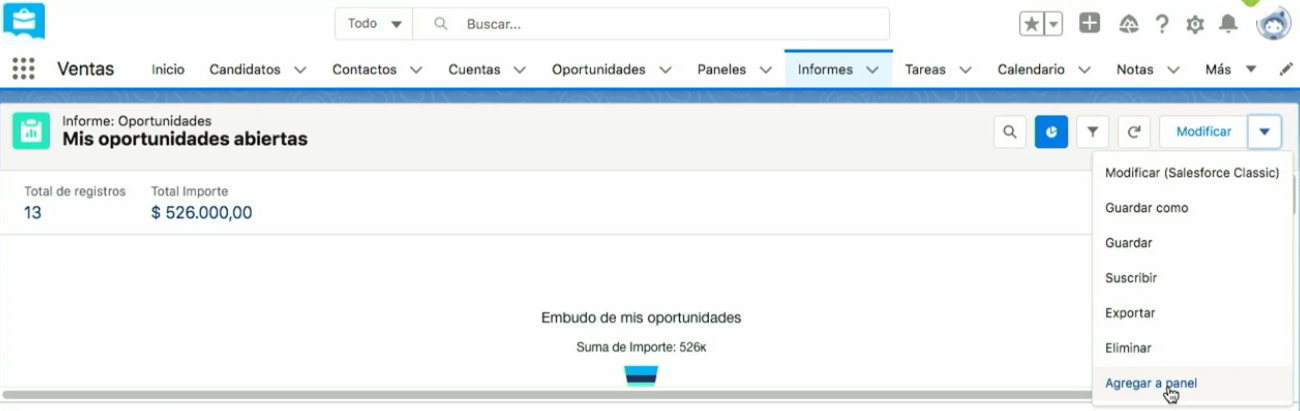 Todo
Buscar...
Ventas
Inicio
Candidatos
Contactos
Cuentas
Oportunidades
Paneles
Informes
Tareas
Calendario
Notas
Más
Informe: Oportunidades
Mis oportunidades abiertas
Modificar
Total de registros
13
Total Importe
$ 526.000,00
Modificar (Salesforce Classic)
Guardar como
Guardar
Suscribir
Exportar
Eliminar
Agregar a panel
Embudo de mis oportunidades
Suma de Importe: 526к